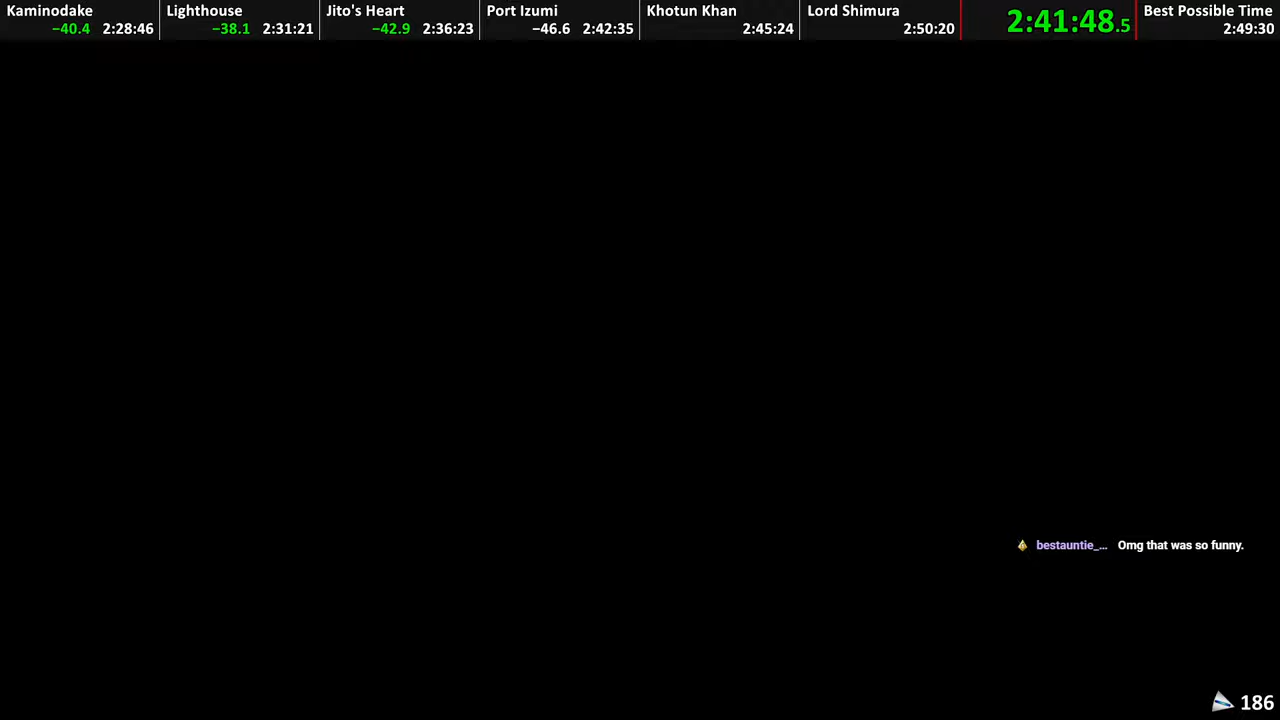 Kaminodake
−40.4 2:28:46
Lighthouse
−38.1 2:31:21
Jito's Heart
−42.9 2:36:23
Port Izumi
−46.6 2:42:35
Khotun Khan
2:45:24
Lord Shimura
2:50:20
2:41:48.5
Best Possible Time
2:49:30
bestauntie_... Omg that was so funny.
186